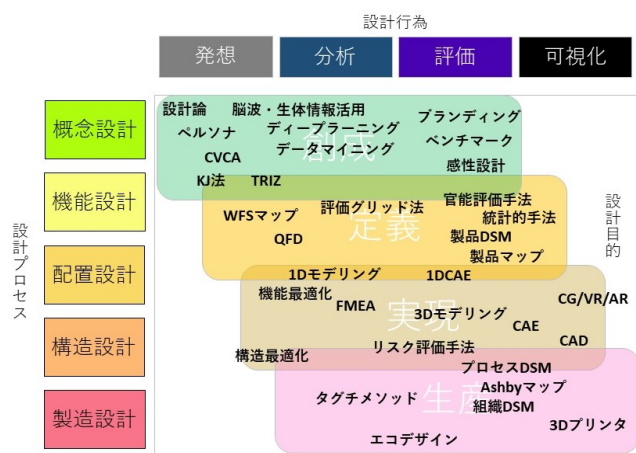 設計行為
発想 分析 評価 可視化
概念設計
機能設計
配置設計
構造設計
製造設計
設計プロセス
設計目的
創成
設計論 脳波・生体情報活用 ブランディング
ペルソナ ディープラーニング ベンチマーク
CVCA データマイニング 感性設計
KJ法 TRIZ
定義
WFSマップ 評価グリッド法 官能評価手法
統計的手法
QFD 製品DSM
製品マップ
1Dモデリング 1DCAE
実現
機能最適化 FMEA 3Dモデリング CG/VR/AR
CAE CAD
構造最適化 リスク評価手法
プロセスDSM
生産
タグチメソッド Ashbyマップ
組織DSM
3Dプリンタ
エコデザイン